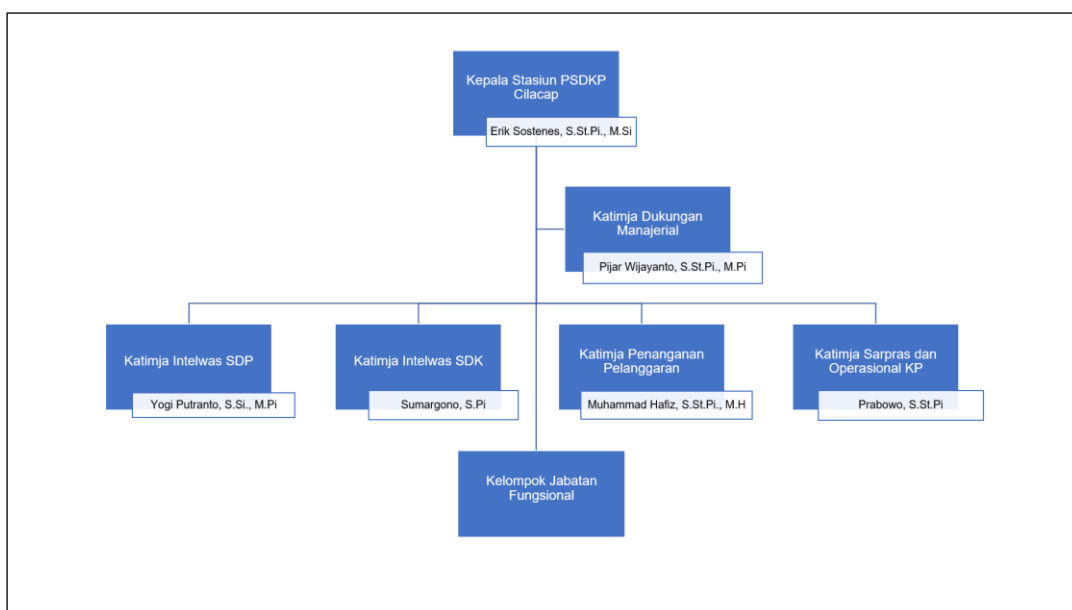 Kepala Stasiun PSDKP
Cilacap
Erik Sostenes, S.St.Pi., M.Si
Katimja Dukungan
Manajerial
Pijar Wijayanto, S.St.Pi., M.Pi
Katimja Intelwas SDP
Yogi Putranto, S.Si., M.Pi
Katimja Intelwas SDK
Sumargono, S.Pi
Katimja Penanganan
Pelanggaran
Muhammad Hafiz, S.St.Pi., M.H
Katimja Sarpras dan
Operasional KP
Prabowo, S.St.Pi
Kelompok Jabatan
Fungsional